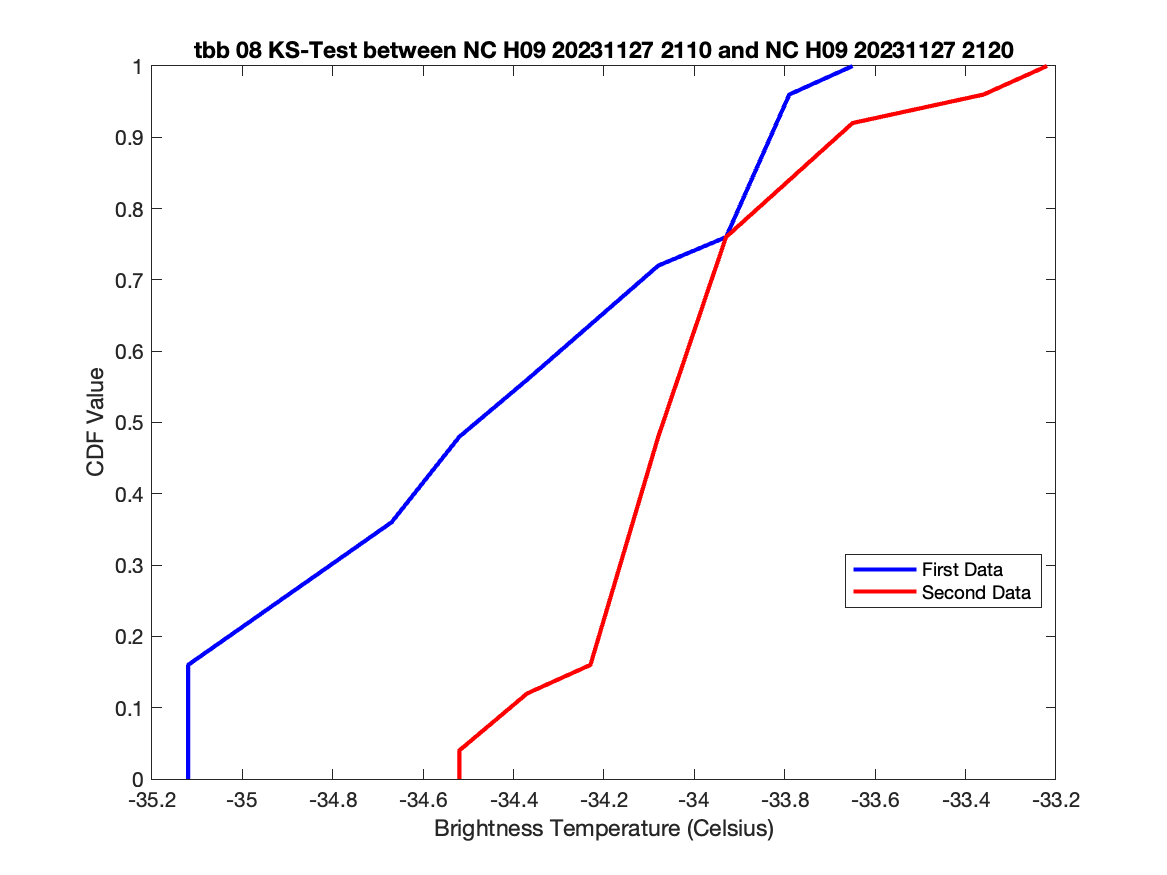 tbb 08 KS-Test between NC H09 20231127 2110 and NC H09 20231127 2120
1
0.9
0.8
0.7
0.6
0.5
0.4
0.3
0.2
0.1
0
CDF Value
First Data
Second Data
-35.2 -35 -34.8 -34.6 -34.4 -34.2 -34 -33.8 -33.6 -33.4 -33.2
Brightness Temperature (Celsius)